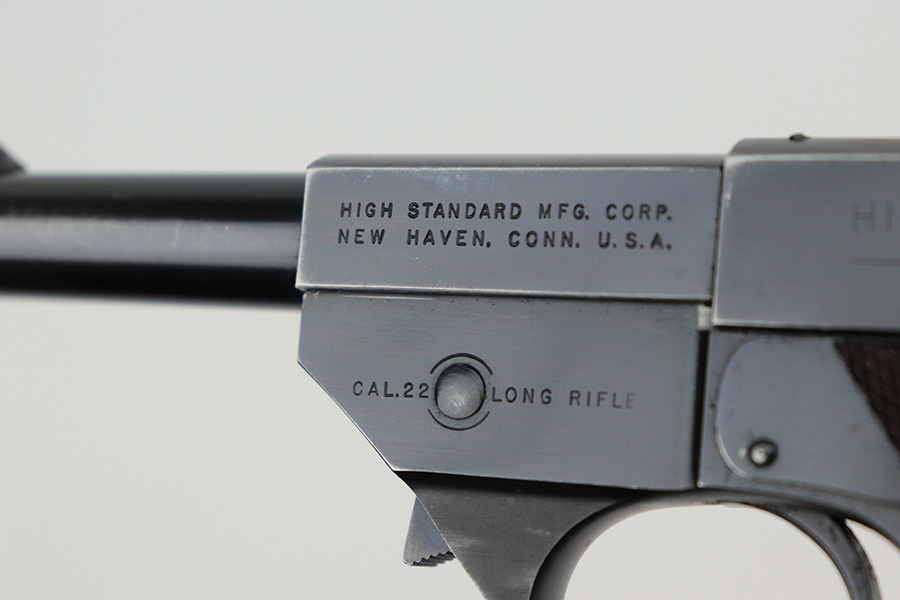 HIGH STANDARD MFG. CORP.
NEW HAVEN. CONN. U.S.A.
CAL.22 LONG RIFLE